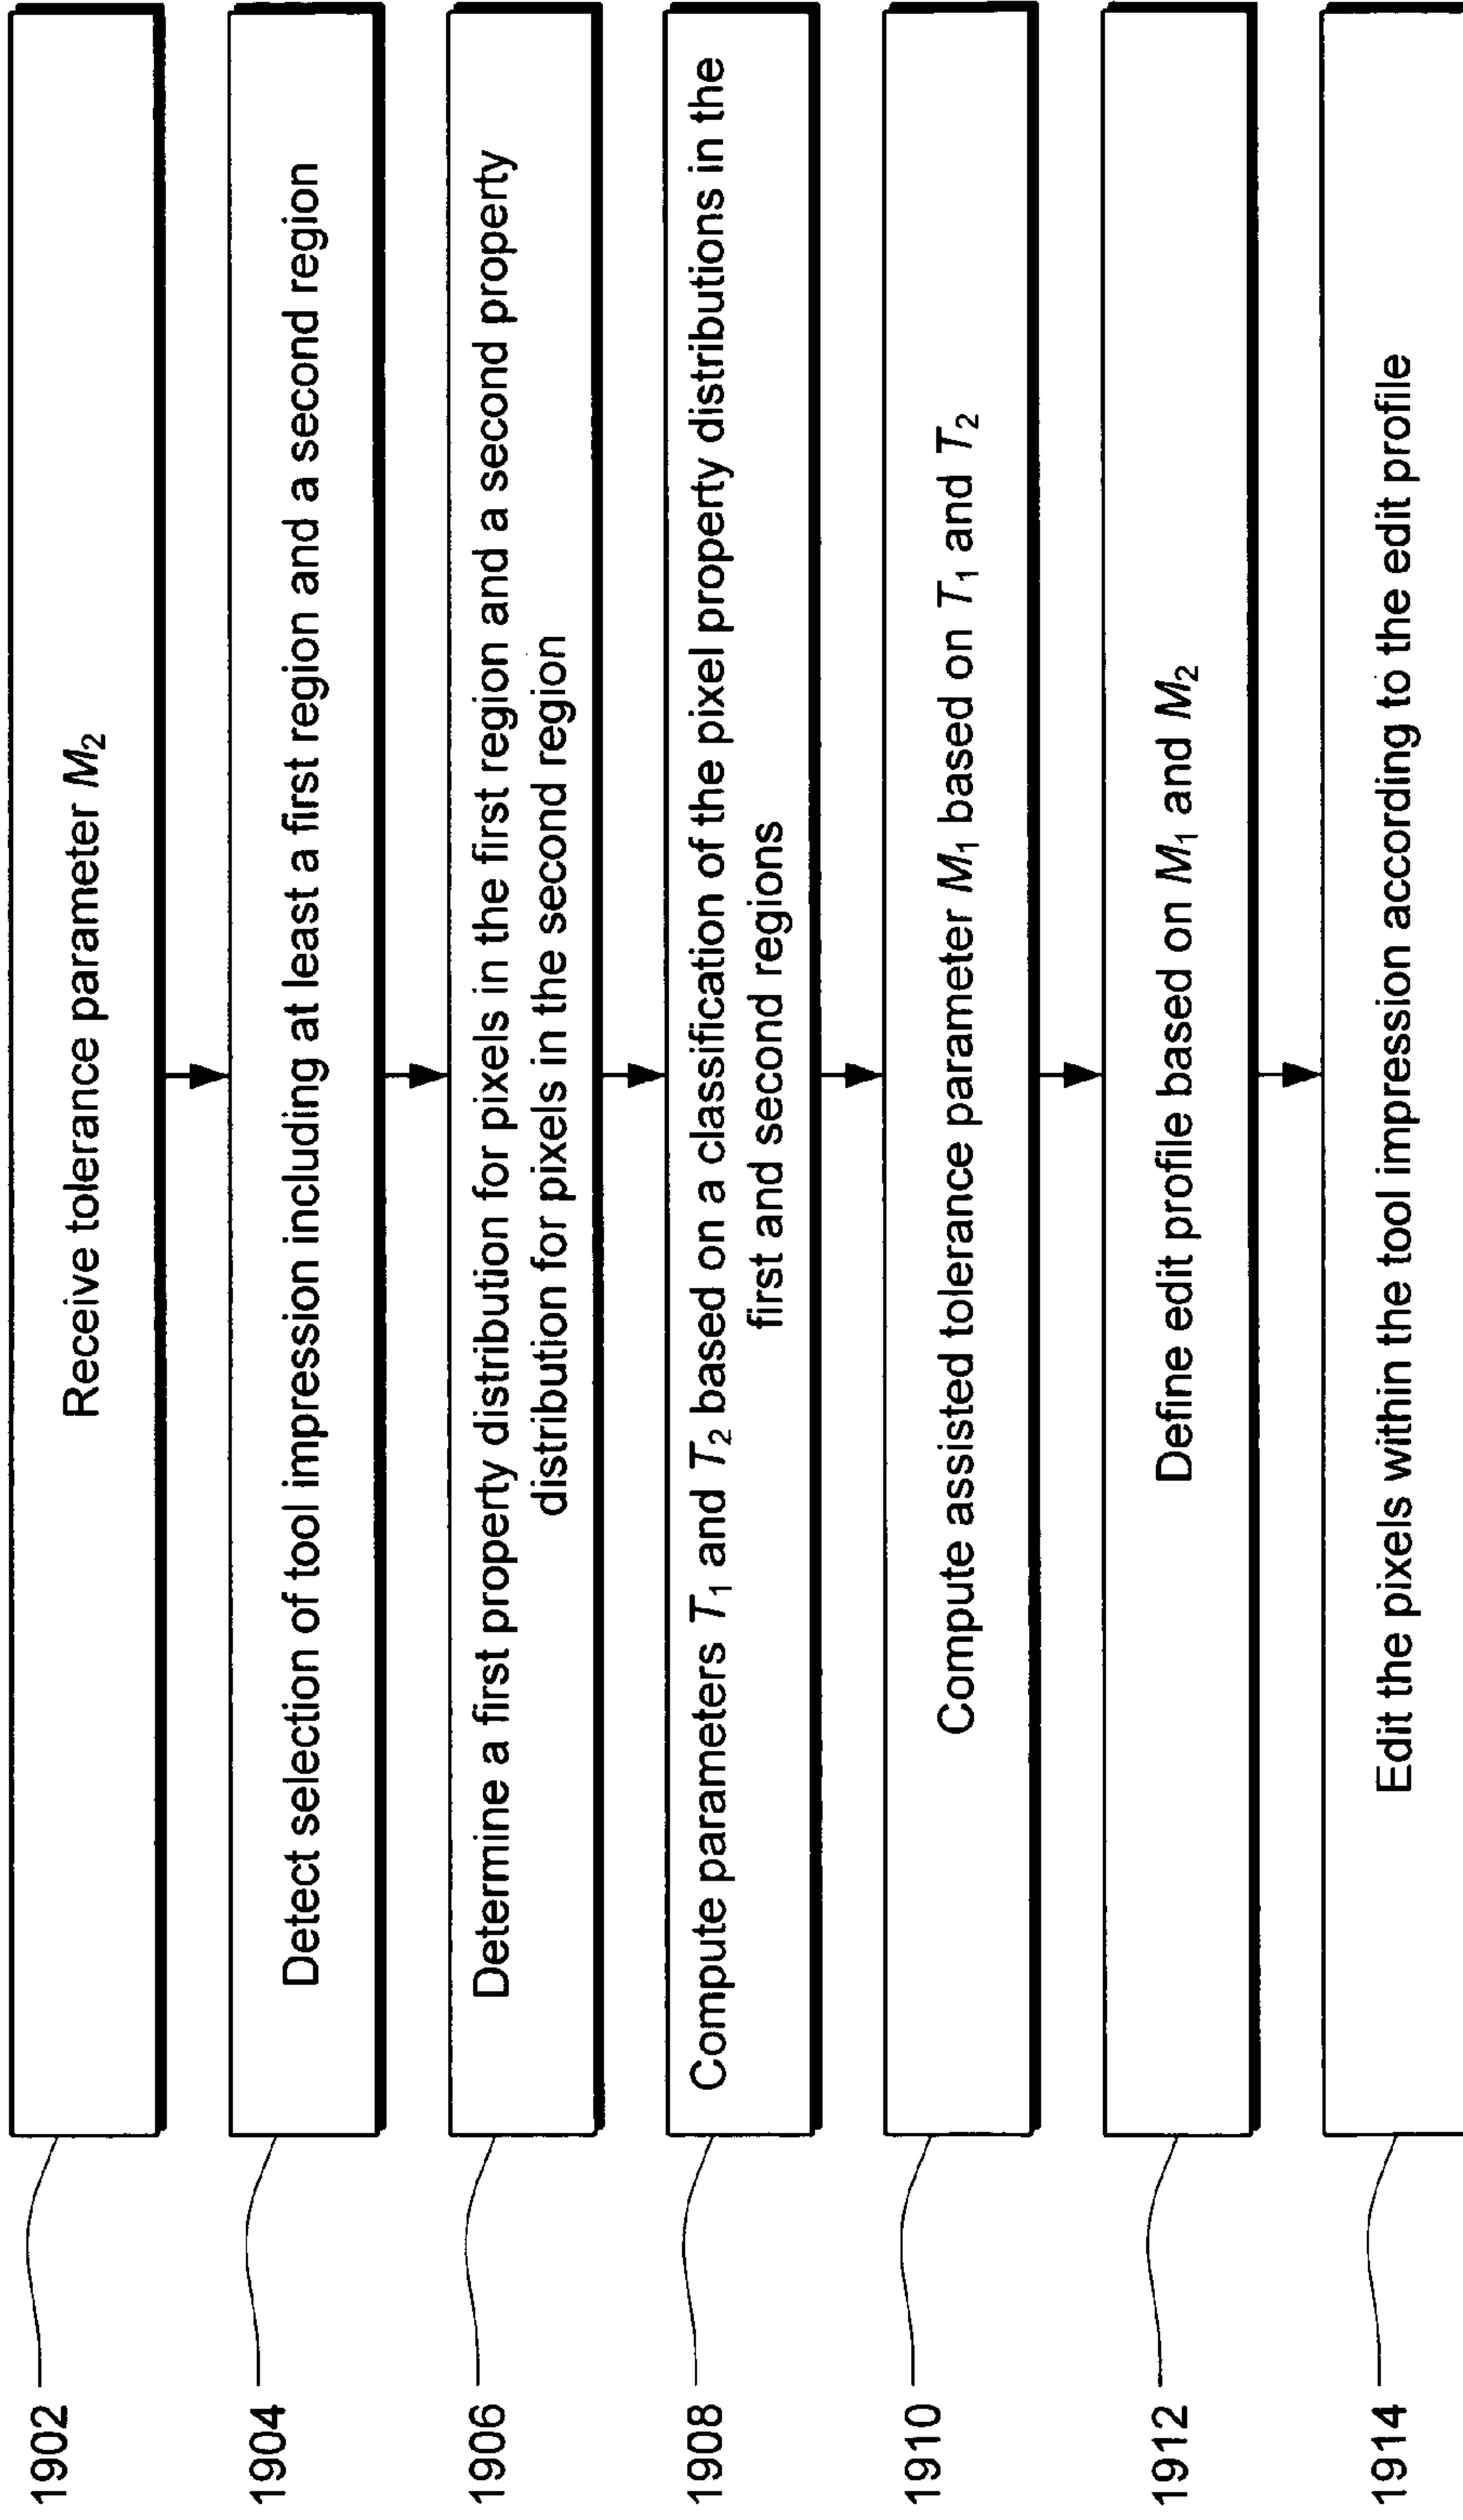 1902
Receive tolerance parameter M₂
1904
Detect selection of tool impression including at least a first region and a second region
1906
Determine a first property distribution for pixels in the first region and a second property
distribution for pixels in the second region
1908
Compute parameters T₁ and T₂ based on a classification of the pixel property distributions in the
first and second regions
1910
Compute assisted tolerance parameter M₁ based on T₁ and T₂
1912
Define edit profile based on M₁ and M₂
1914
Edit the pixels within the tool impression according to the edit profile